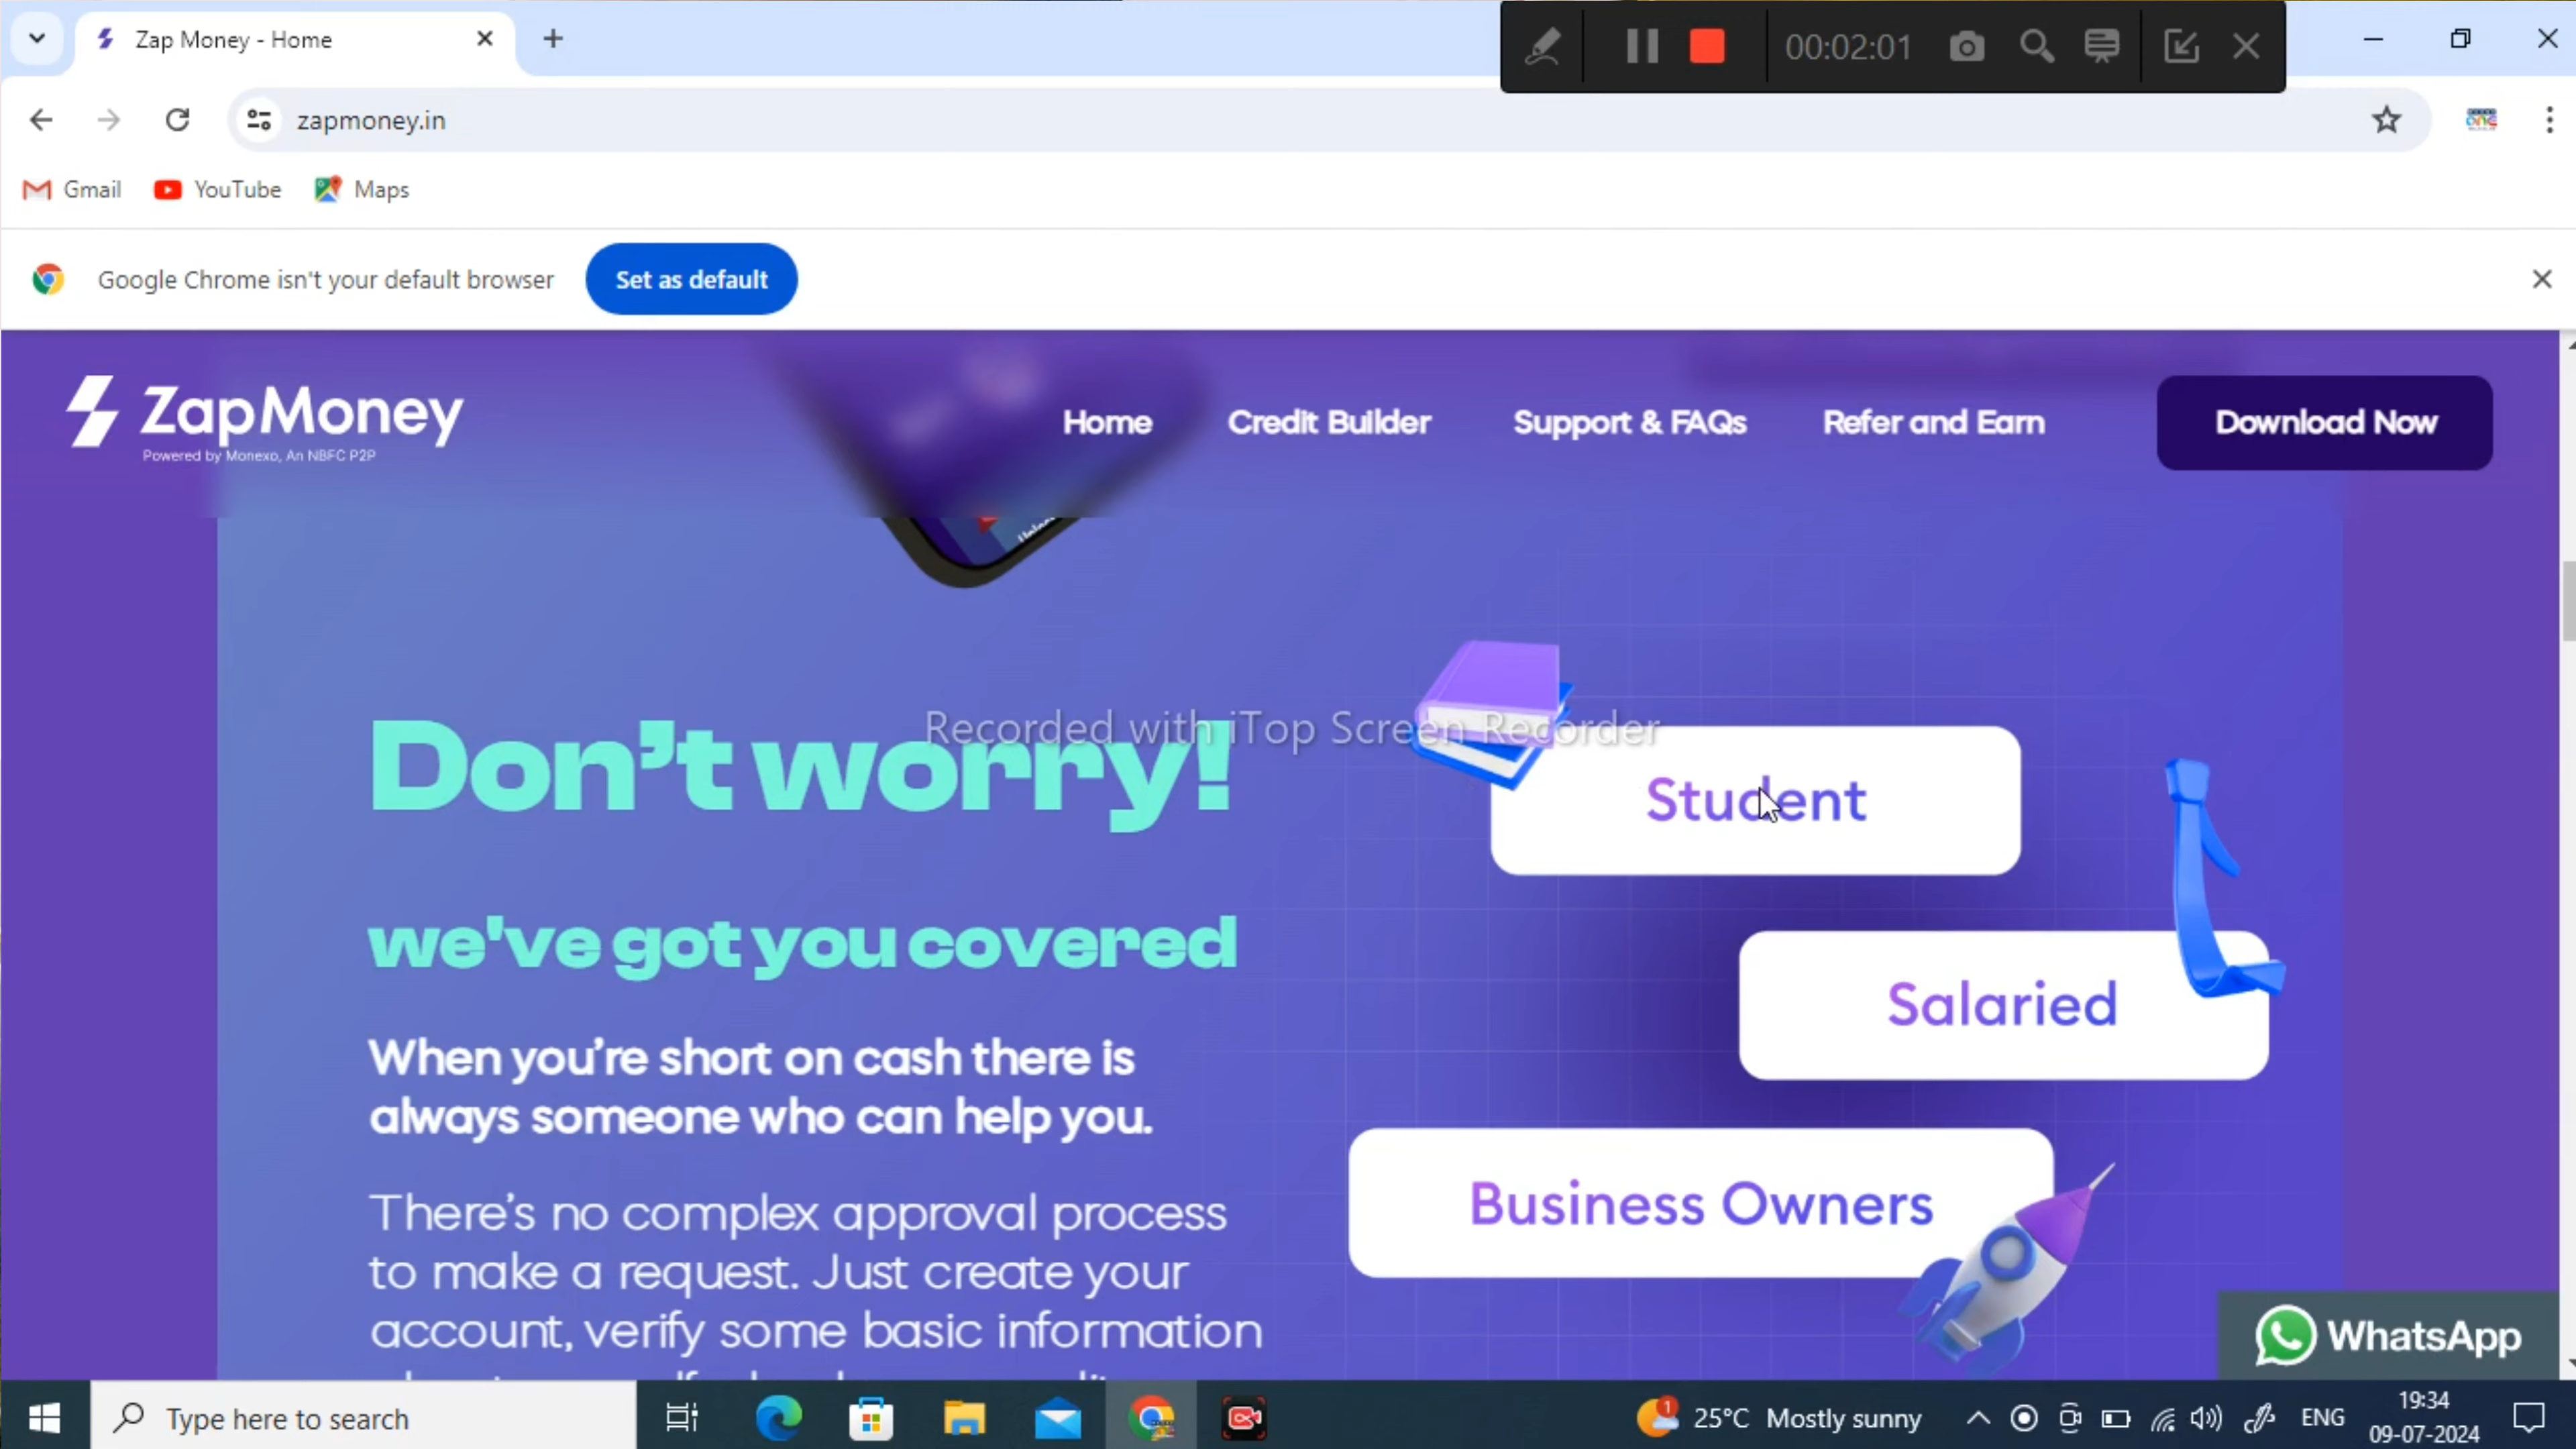 Zap Money - Home
00:02:01
zapmoney.in
Gmail
YouTube
Maps
Google Chrome isn't your default browser
Set as default
ZapMoney
Powered by Monexo, An NBFC P2P
Home
Credit Builder
Support & FAQs
Refer and Earn
Download Now
Recorded with iTop Screen Recorder
Don't worry!
we've got you covered
When you're short on cash there is
always someone who can help you.
There's no complex approval process
to make a request. Just create your
account, verify some basic information
Student
Salaried
Business Owners
WhatsApp
Type here to search
1
25°C Mostly sunny
ENG
19:34
09-07-2024